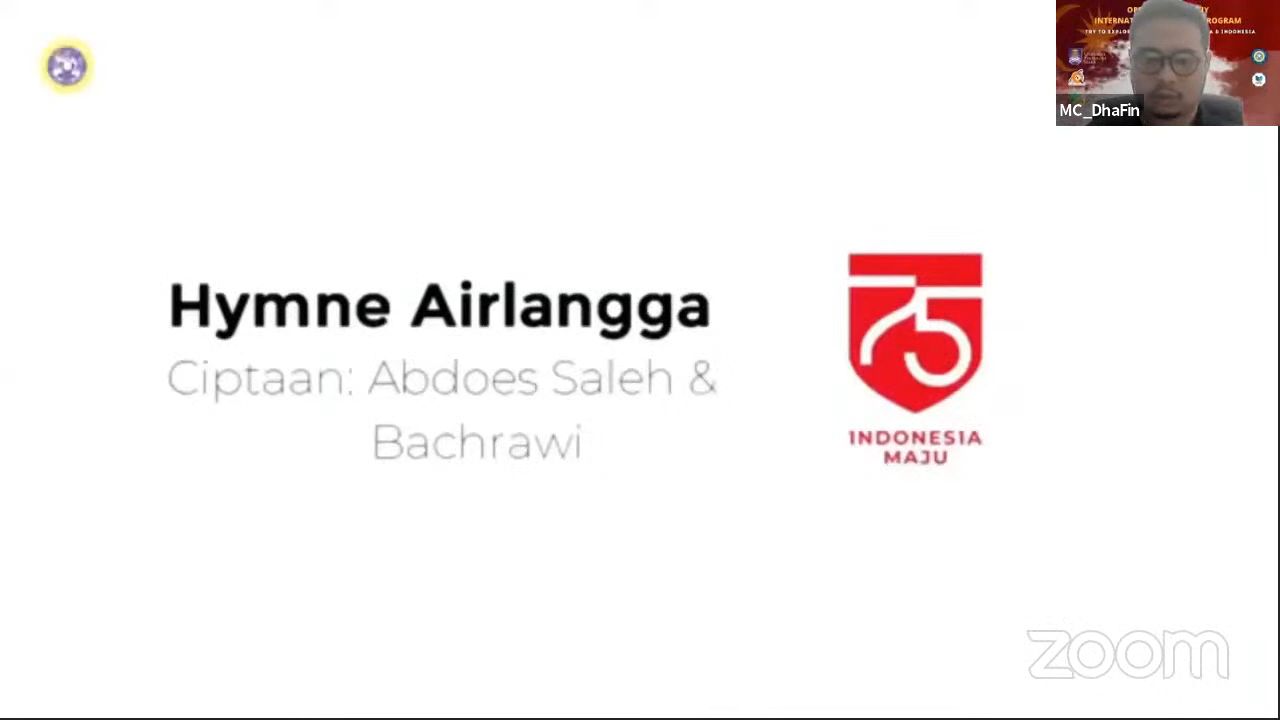 MC_DhaFin
Hymne Airlangga
Ciptaan: Abdoes Saleh &
Bachrawi
75
INDONESIA
MAJU
zoom